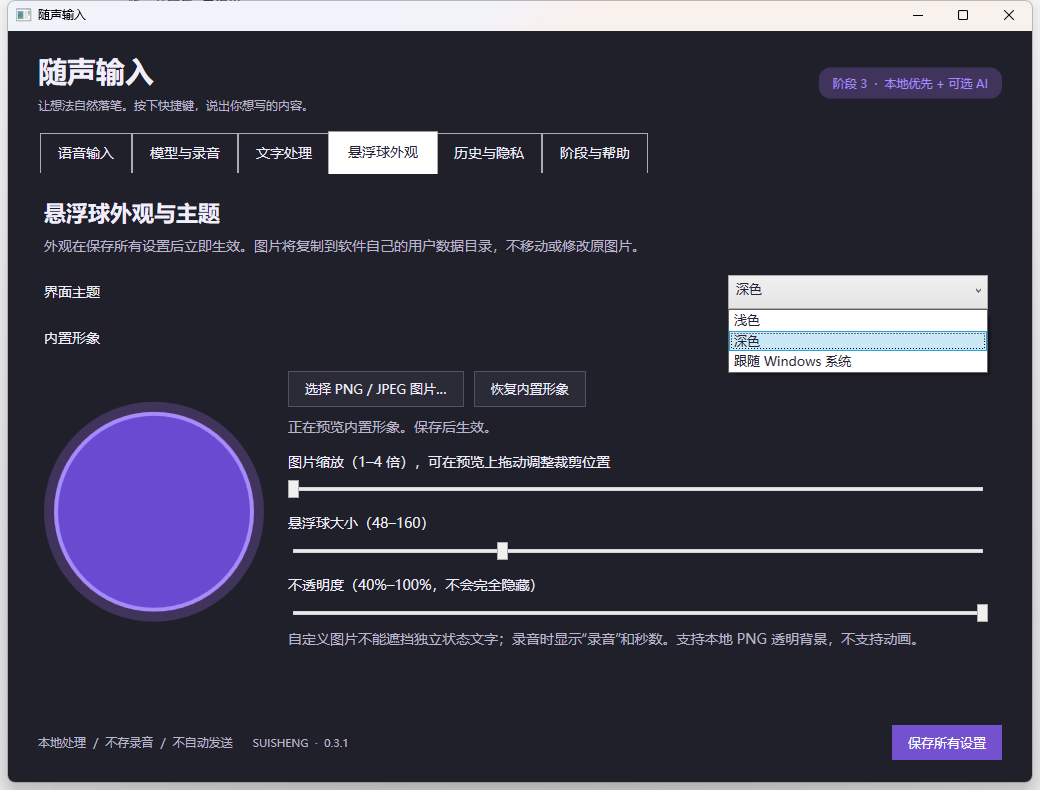 随声输入
随声输入
让想法自然落笔。按下快捷键，说出你想写的内容。
阶段 3 · 本地优先 + 可选 AI
语音输入
模型与录音
文字处理
悬浮球外观
历史与隐私
阶段与帮助
悬浮球外观与主题
外观在保存所有设置后立即生效。图片将复制到软件自己的用户数据目录，不移动或修改原图片。
界面主题
深色
浅色
深色
跟随 Windows 系统
内置形象
选择 PNG / JPEG 图片...
恢复内置形象
正在预览内置形象。保存后生效。
图片缩放（1–4 倍），可在预览上拖动调整裁剪位置
悬浮球大小（48–160）
不透明度（40%–100%，不会完全隐藏）
自定义图片不能遮挡独立状态文字；录音时显示“录音”和秒数。支持本地 PNG 透明背景，不支持动画。
本地处理 / 不存录音 / 不自动发送
SUISHENG · 0.3.1
保存所有设置